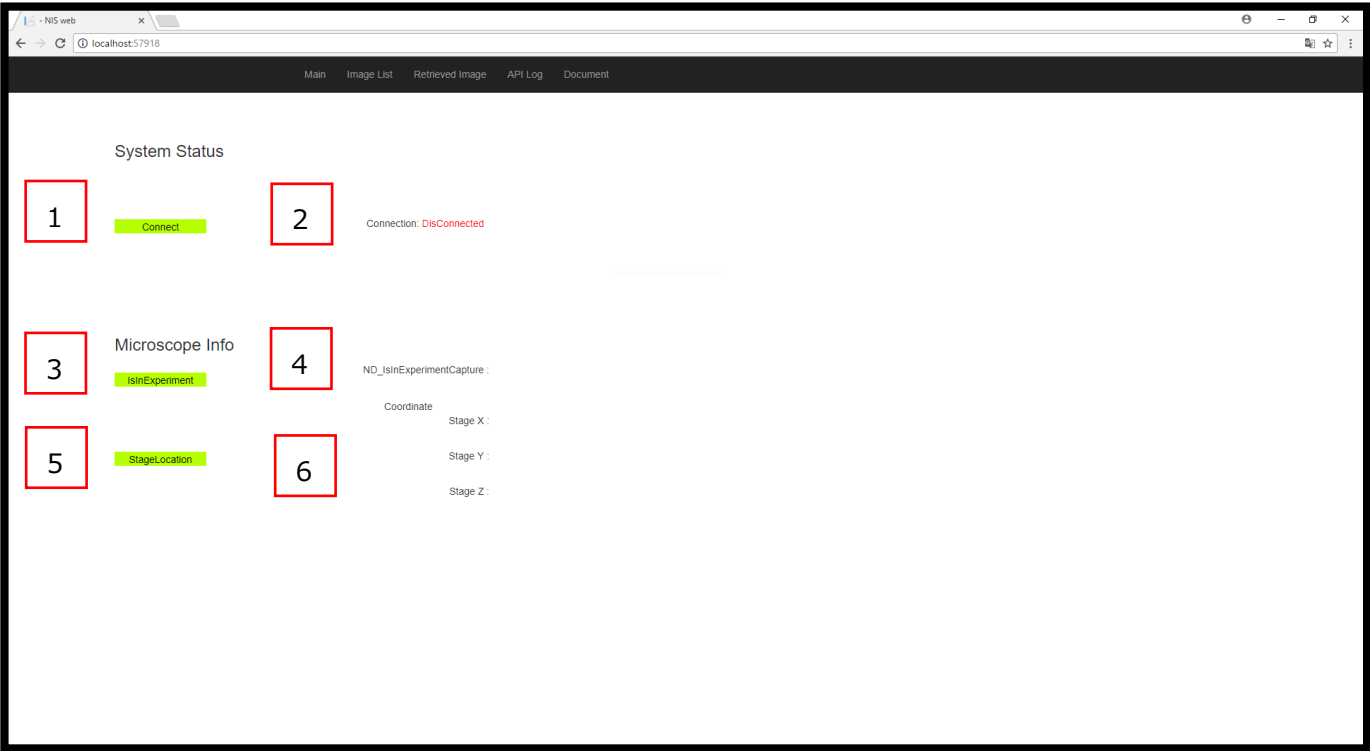 - NIS web
localhost:57918
Main Image List Retrieved Image API Log Document
System Status
1 Connect 2 Connection: DisConnected
Microscope Info
3 IsInExperiment 4 ND_IsInExperimentCapture :
Coordinate
Stage X :
5 StageLocation 6 Stage Y :
Stage Z :